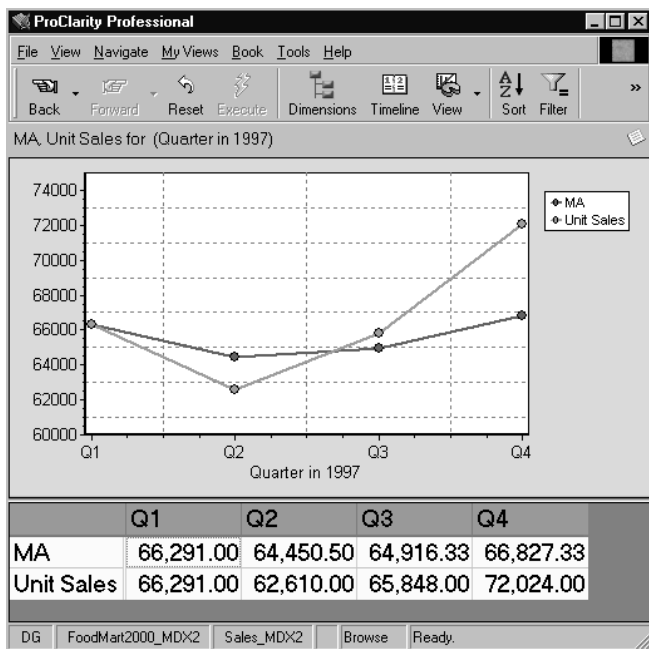 ProClarity Professional
File View Navigate My Views Book Tools Help
Back Forward Reset Execute Dimensions Timeline View Sort Filter »
MA, Unit Sales for (Quarter in 1997)
74000
72000
70000
68000
66000
64000
62000
60000
Q1 Q2 Q3 Q4
Quarter in 1997
MA
Unit Sales
Q1 Q2 Q3 Q4
MA 66,291.00 64,450.50 64,916.33 66,827.33
Unit Sales 66,291.00 62,610.00 65,848.00 72,024.00
DG FoodMart2000_MDX2 Sales_MDX2 Browse Ready.